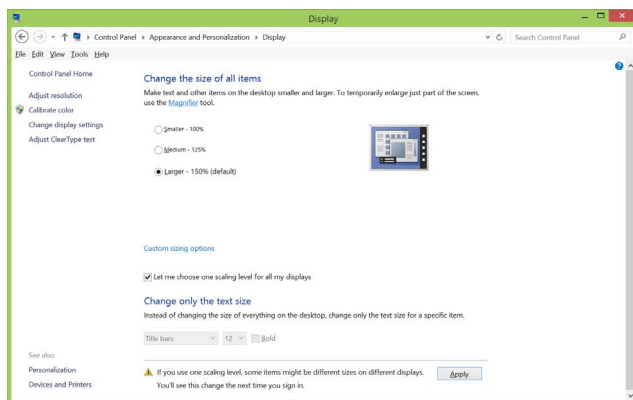 Display
Control Panel Appearance and Personalization Display
Search Control Panel
File Edit View Tools Help
Control Panel Home
Adjust resolution
Calibrate color
Change display settings
Adjust ClearType text
Change the size of all items
Make text and other items on the desktop smaller and larger. To temporarily enlarge just part of the screen,
use the Magnifier tool.
Smaller - 100%
Medium - 125%
Larger - 150% (default)
Custom sizing options
Let me choose one scaling level for all my displays
Change only the text size
Instead of changing the size of everything on the desktop, change only the text size for a specific item.
Title bars 12 Bold
See also
Personalization
Devices and Printers
If you use one scaling level, some items might be different sizes on different displays.
You'll see this change the next time you sign in.
Apply